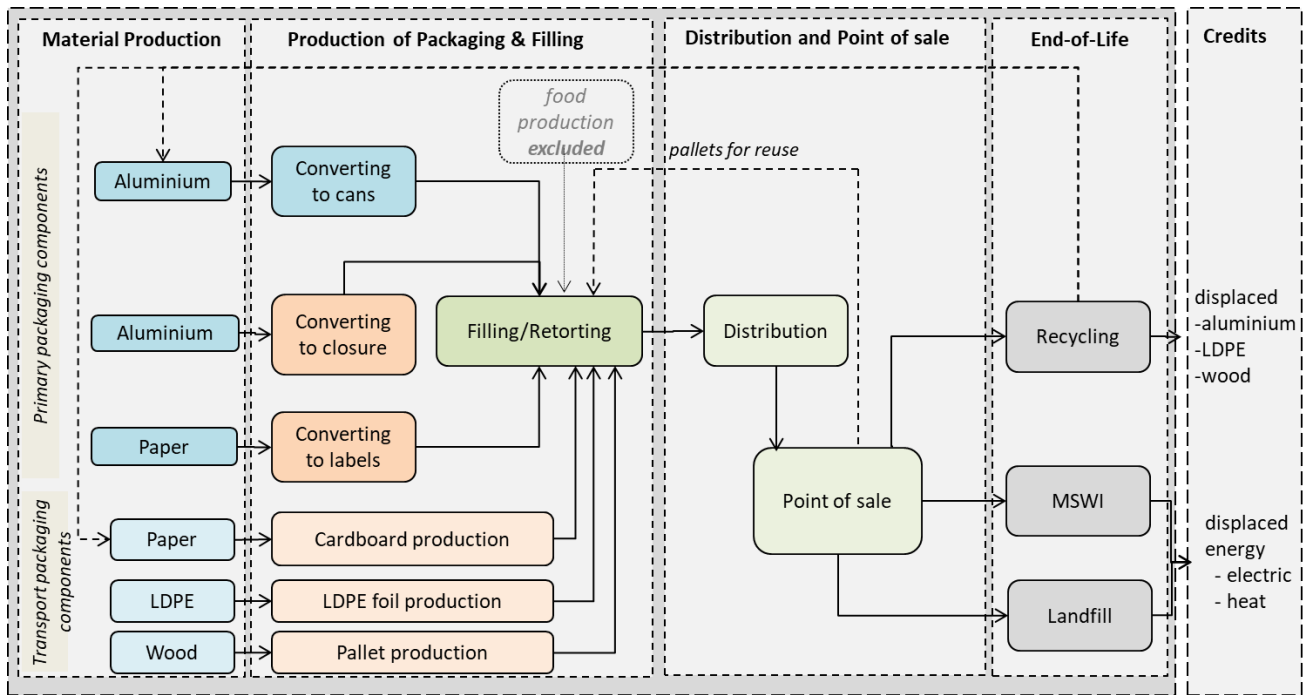 Material Production
Production of Packaging & Filling
Distribution and Point of sale
End-of-Life
Credits
food
production
excluded
pallets for reuse
Primary packaging components
Aluminium
Converting
to cans
Aluminium
Converting
to closure
Filling/Retorting
Distribution
Recycling
displaced
-aluminium
-LDPE
-wood
Paper
Converting
to labels
Point of sale
MSWI
Transport packaging
components
Paper
Cardboard production
displaced
energy
- electric
- heat
LDPE
LDPE foil production
Landfill
Wood
Pallet production